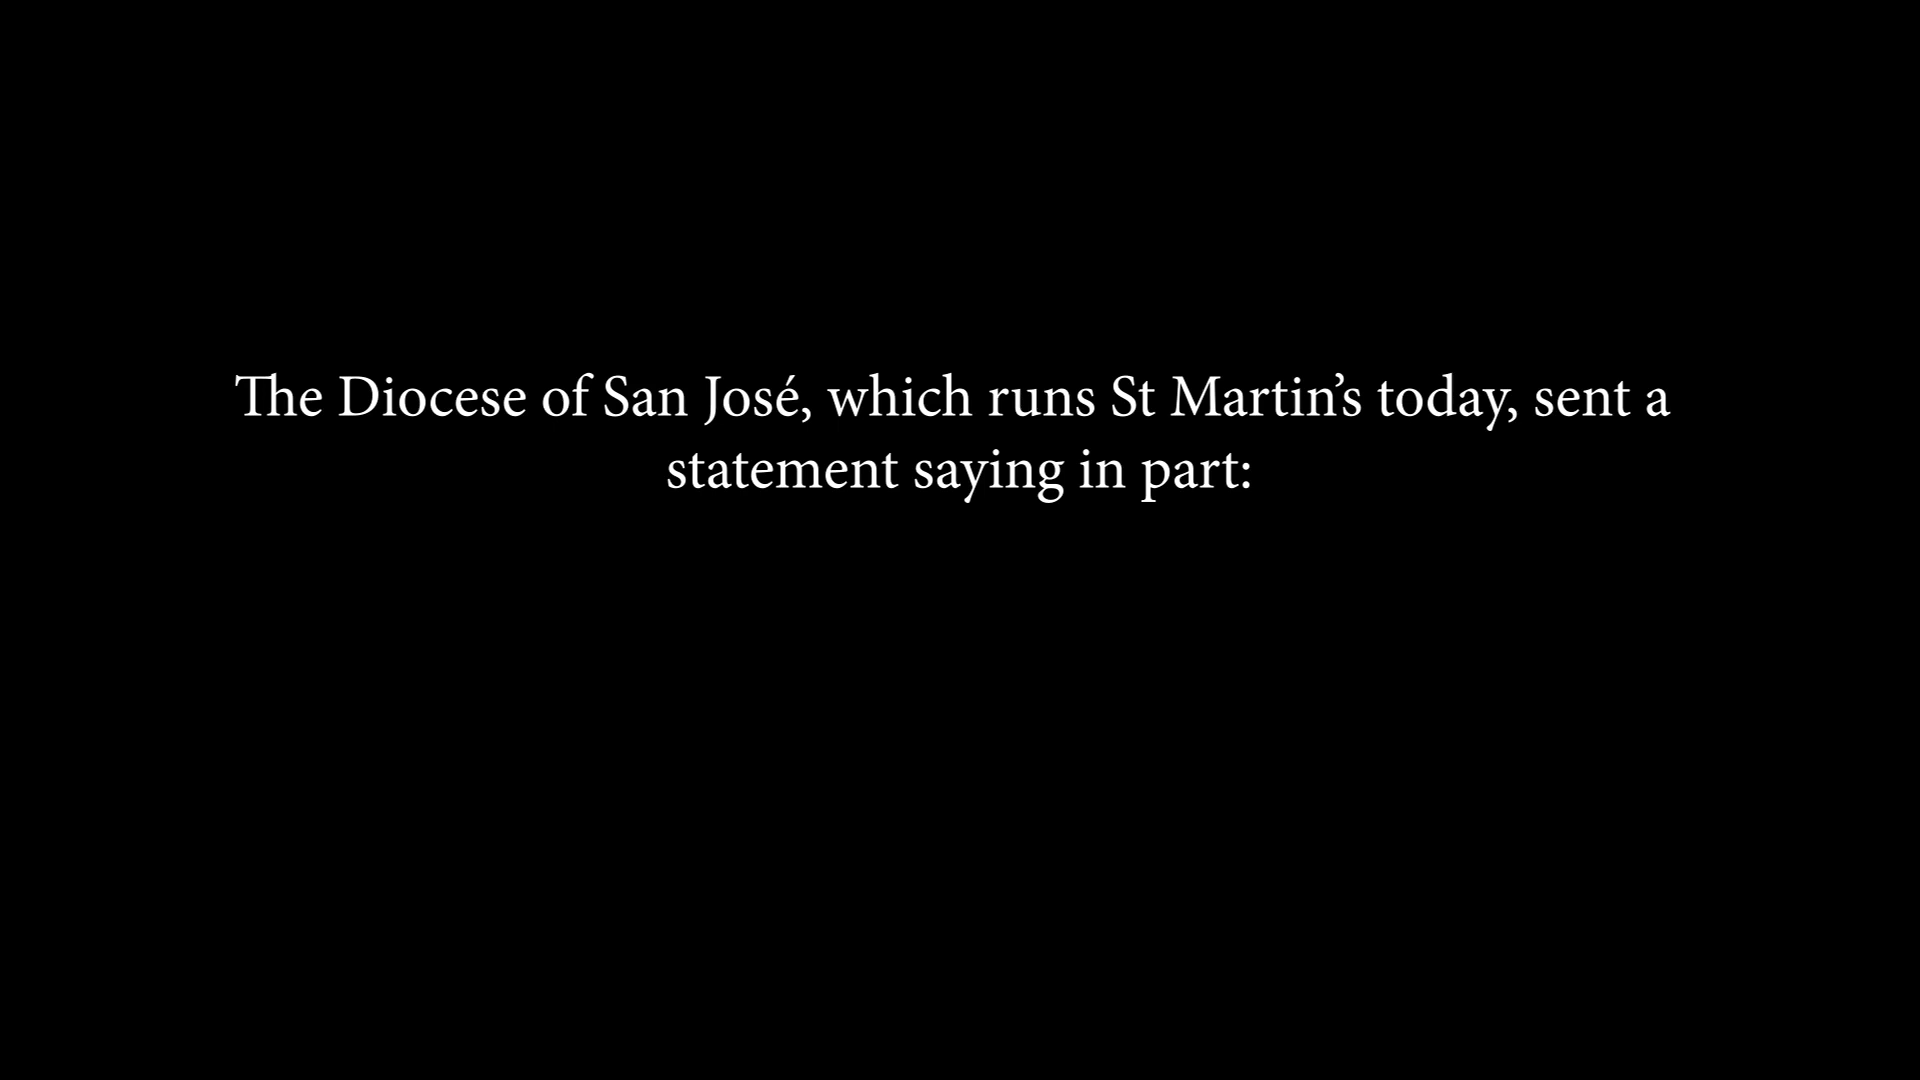 The Diocese of San José, which runs St Martin’s today, sent a
statement saying in part: